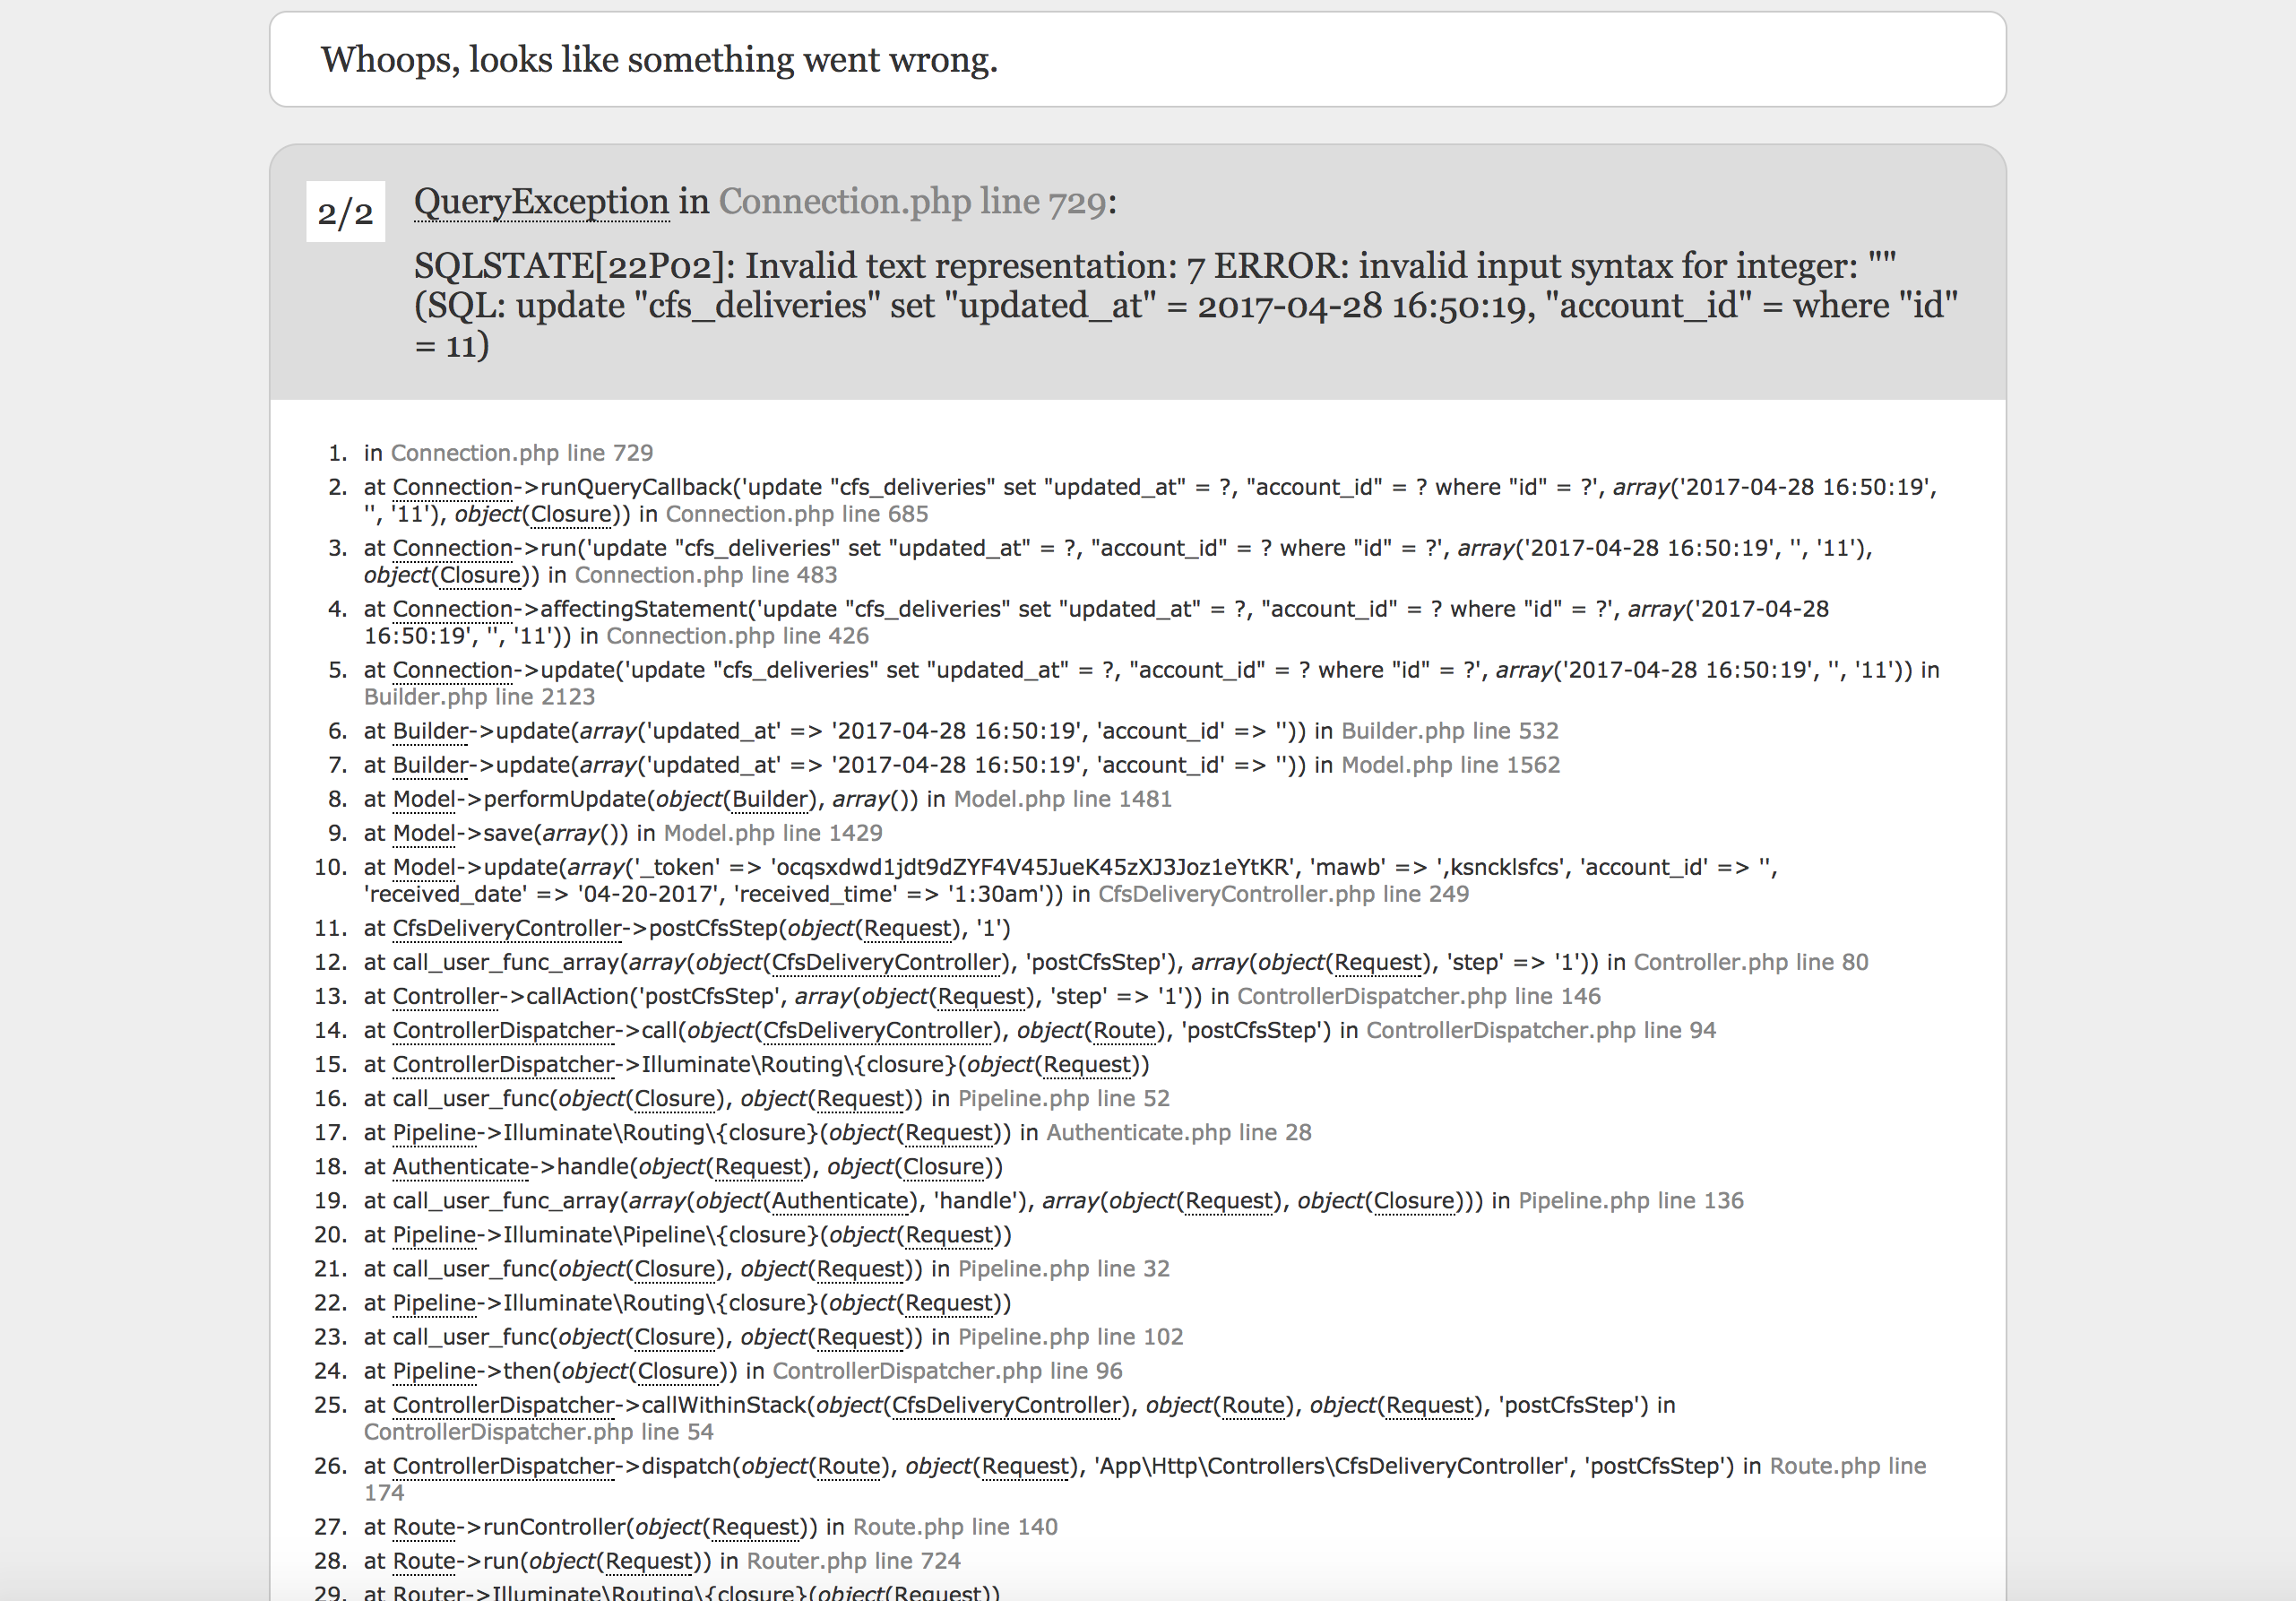 Whoops, looks like something went wrong.
2/2
QueryException in Connection.php line 729:
SQLSTATE[22P02]: Invalid text representation: 7 ERROR: invalid input syntax for integer: ""
(SQL: update "cfs_deliveries" set "updated_at" = 2017-04-28 16:50:19, "account_id" = where "id"
= 11)
1. in Connection.php line 729
2. at Connection->runQueryCallback('update "cfs_deliveries" set "updated_at" = ?, "account_id" = ? where "id" = ?', array('2017-04-28 16:50:19',
'', '11'), object(Closure)) in Connection.php line 685
3. at Connection->run('update "cfs_deliveries" set "updated_at" = ?, "account_id" = ? where "id" = ?', array('2017-04-28 16:50:19', '', '11'),
object(Closure)) in Connection.php line 483
4. at Connection->affectingStatement('update "cfs_deliveries" set "updated_at" = ?, "account_id" = ? where "id" = ?', array('2017-04-28
16:50:19', '', '11')) in Connection.php line 426
5. at Connection->update('update "cfs_deliveries" set "updated_at" = ?, "account_id" = ? where "id" = ?', array('2017-04-28 16:50:19', '', '11')) in
Builder.php line 2123
6. at Builder->update(array('updated_at' => '2017-04-28 16:50:19', 'account_id' => '')) in Builder.php line 532
7. at Builder->update(array('updated_at' => '2017-04-28 16:50:19', 'account_id' => '')) in Model.php line 1562
8. at Model->performUpdate(object(Builder), array()) in Model.php line 1481
9. at Model->save(array()) in Model.php line 1429
10. at Model->update(array('_token' => 'ocqsxdwd1jdt9dZYF4V45JueK45zXJ3Joz1eYtKR', 'mawb' => ',ksncklsfcs', 'account_id' => '',
'received_date' => '04-20-2017', 'received_time' => '1:30am')) in CfsDeliveryController.php line 249
11. at CfsDeliveryController->postCfsStep(object(Request), '1')
12. at call_user_func_array(array(object(CfsDeliveryController), 'postCfsStep'), array(object(Request), 'step' => '1')) in Controller.php line 80
13. at Controller->callAction('postCfsStep', array(object(Request), 'step' => '1')) in ControllerDispatcher.php line 146
14. at ControllerDispatcher->call(object(CfsDeliveryController), object(Route), 'postCfsStep') in ControllerDispatcher.php line 94
15. at ControllerDispatcher->Illuminate\Routing\{closure}(object(Request))
16. at call_user_func(object(Closure), object(Request)) in Pipeline.php line 52
17. at Pipeline->Illuminate\Routing\{closure}(object(Request)) in Authenticate.php line 28
18. at Authenticate->handle(object(Request), object(Closure))
19. at call_user_func_array(array(object(Authenticate), 'handle'), array(object(Request), object(Closure))) in Pipeline.php line 136
20. at Pipeline->Illuminate\Pipeline\{closure}(object(Request))
21. at call_user_func(object(Closure), object(Request)) in Pipeline.php line 32
22. at Pipeline->Illuminate\Routing\{closure}(object(Request))
23. at call_user_func(object(Closure), object(Request)) in Pipeline.php line 102
24. at Pipeline->then(object(Closure)) in ControllerDispatcher.php line 96
25. at ControllerDispatcher->callWithinStack(object(CfsDeliveryController), object(Route), object(Request), 'postCfsStep') in
ControllerDispatcher.php line 54
26. at ControllerDispatcher->dispatch(object(Route), object(Request), 'App\Http\Controllers\CfsDeliveryController', 'postCfsStep') in Route.php line
174
27. at Route->runController(object(Request)) in Route.php line 140
28. at Route->run(object(Request)) in Router.php line 724
29. at Router->Illuminate\Routing\{closure}(object(Request))